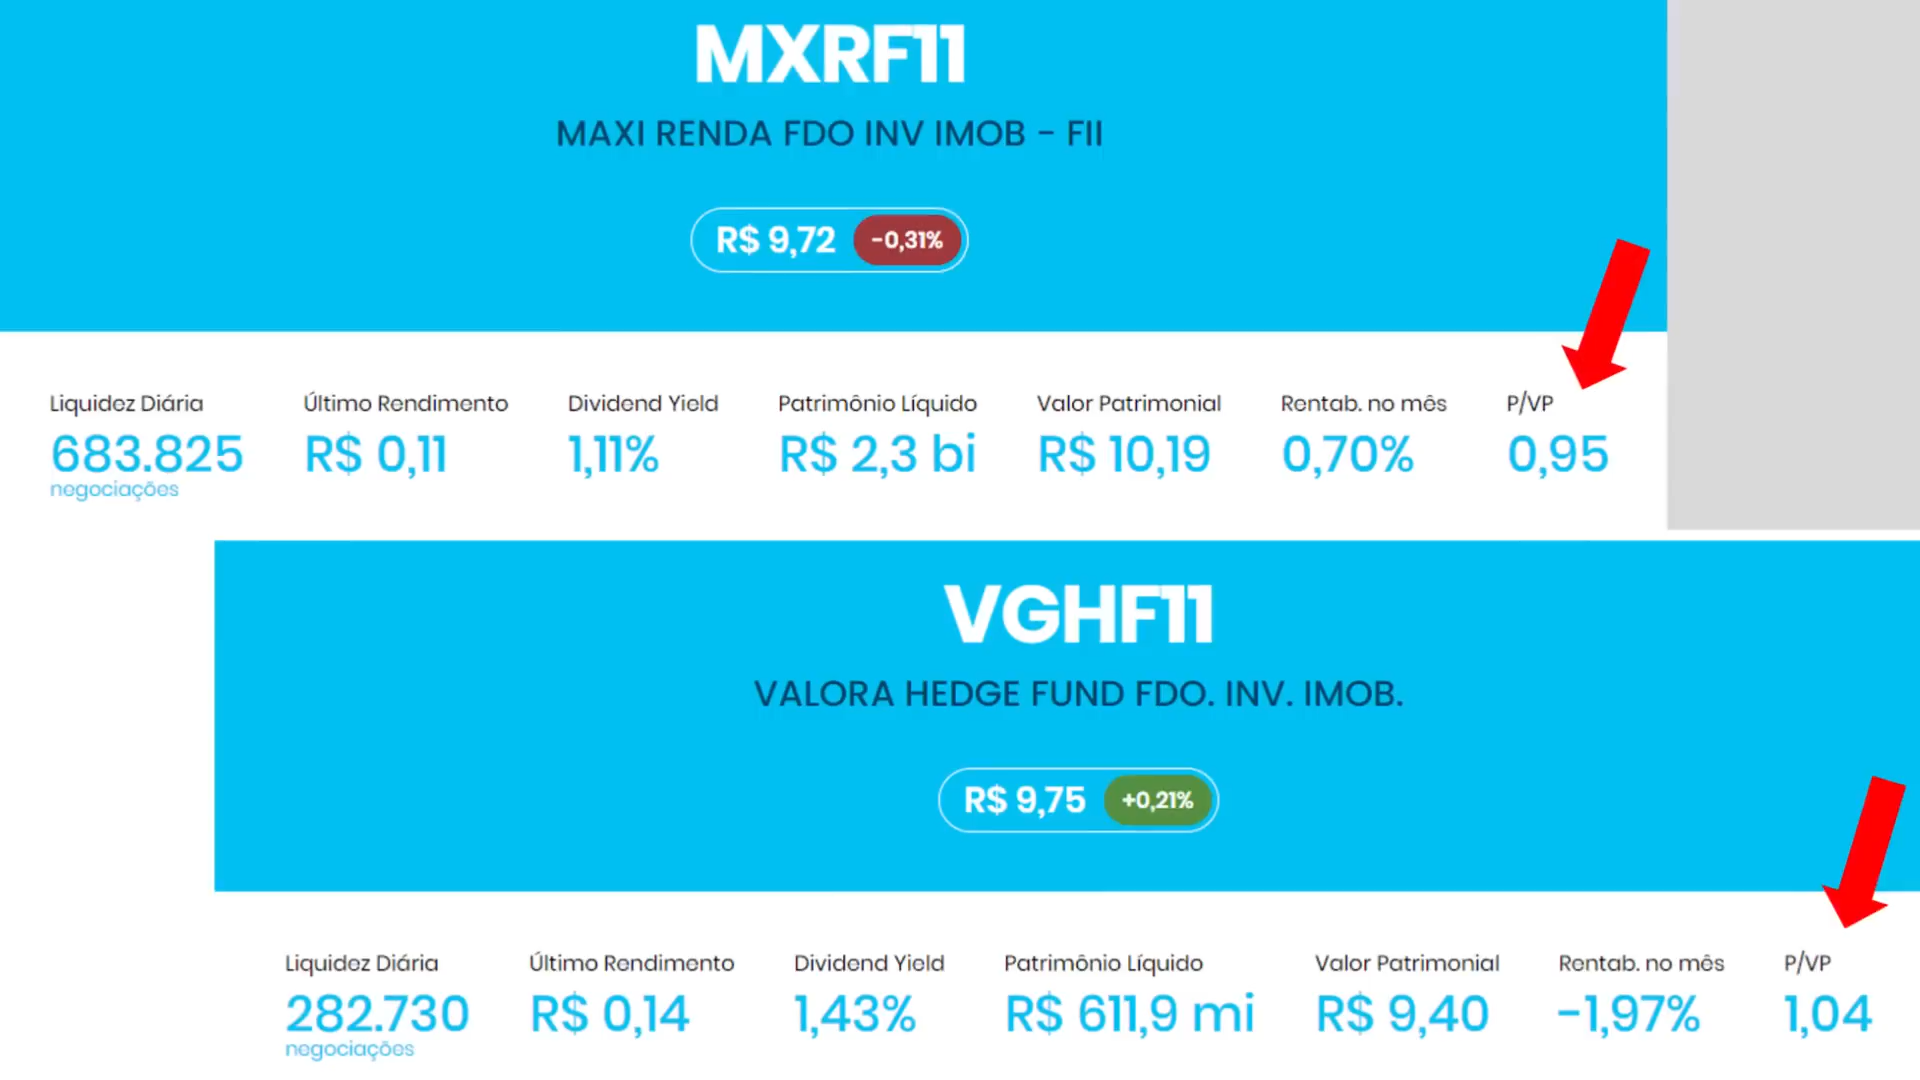 MXRF11
MAXI RENDA FDO INV IMOB - FII
R$ 9,72 -0,31%
Liquidez Diária Último Rendimento Dividend Yield Patrimônio Líquido Valor Patrimonial Rentab. no mês P/VP
683.825 R$ 0,11 1,11% R$ 2,3 bi R$ 10,19 0,70% 0,95
negociações
VGHF11
VALORA HEDGE FUND FDO. INV. IMOB.
R$ 9,75 +0,21%
Liquidez Diária Último Rendimento Dividend Yield Patrimônio Líquido Valor Patrimonial Rentab. no mês P/VP
282.730 R$ 0,14 1,43% R$ 611,9 mi R$ 9,40 -1,97% 1,04
negociações